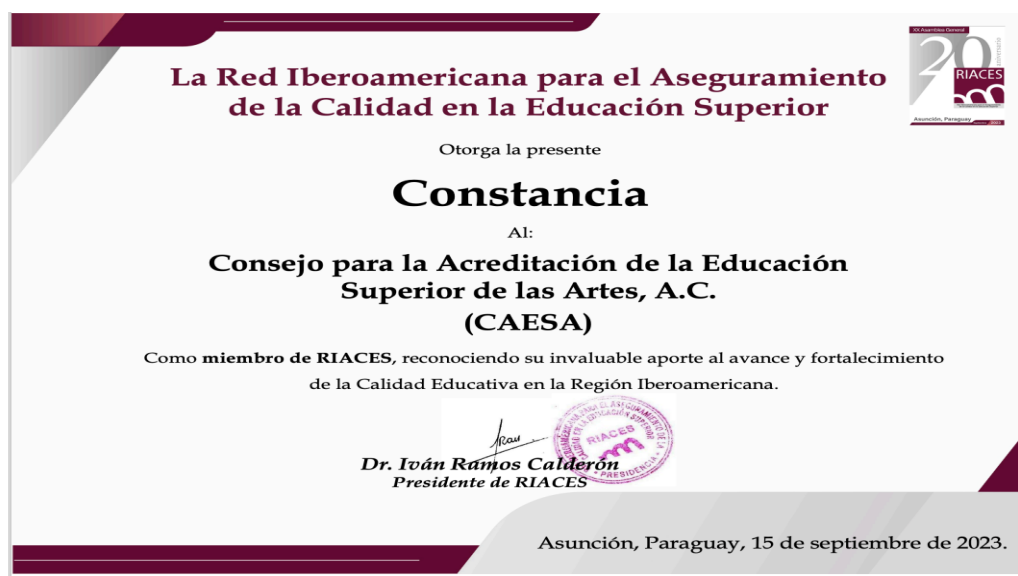 XX Asamblea General
20
aniversario
RIACES
Asunción, Paraguay
2023
La Red Iberoamericana para el Aseguramiento
de la Calidad en la Educación Superior
Otorga la presente
Constancia
Al:
Consejo para la Acreditación de la Educación
Superior de las Artes, A.C.
(CAESA)
Como miembro de RIACES, reconociendo su invaluable aporte al avance y fortalecimiento
de la Calidad Educativa en la Región Iberoamericana.
RIACES
PRESIDENCIA
Dr. Iván Ramos Calderón
Presidente de RIACES
Asunción, Paraguay, 15 de septiembre de 2023.